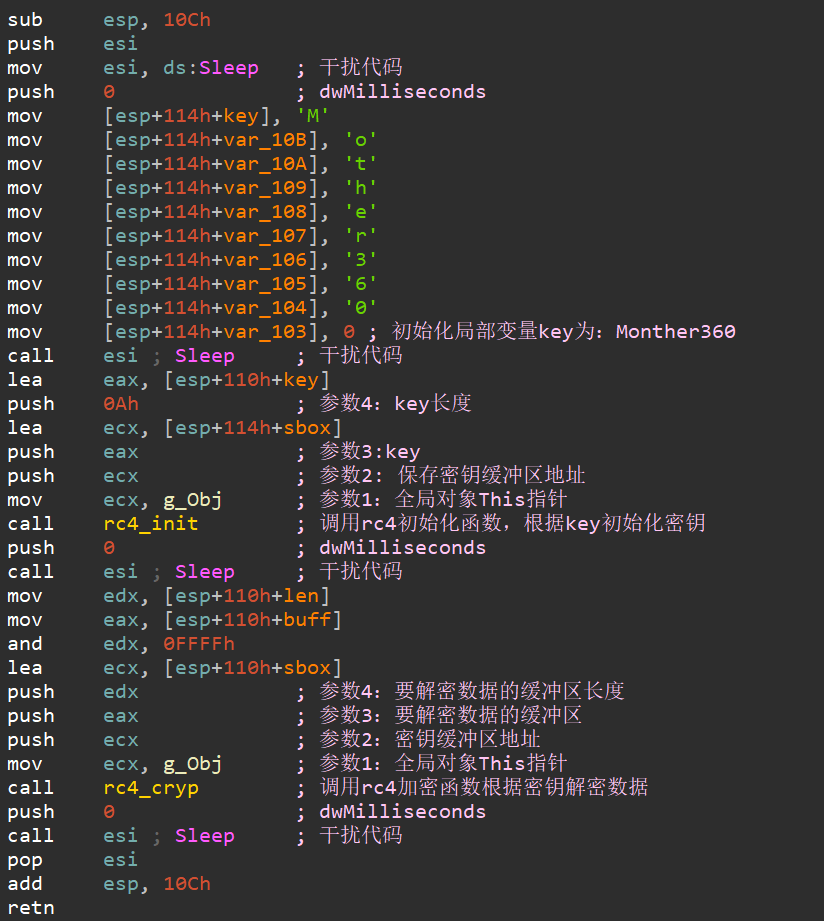 sub     esp, 10Ch
push    esi
mov     esi, ds:Sleep   ; 干扰代码
push    0               ; dwMilliseconds
mov     [esp+114h+key], 'M'
mov     [esp+114h+var_10B], 'o'
mov     [esp+114h+var_10A], 't'
mov     [esp+114h+var_109], 'h'
mov     [esp+114h+var_108], 'e'
mov     [esp+114h+var_107], 'r'
mov     [esp+114h+var_106], '3'
mov     [esp+114h+var_105], '6'
mov     [esp+114h+var_104], '0'
mov     [esp+114h+var_103], 0 ; 初始化局部变量key为：Monther360
call    esi ; Sleep     ; 干扰代码
lea     eax, [esp+110h+key]
push    0Ah             ; 参数4：key长度
lea     ecx, [esp+114h+sbox]
push    eax             ; 参数3:key
push    ecx             ; 参数2: 保存密钥缓冲区地址
mov     ecx, g_Obj      ; 参数1：全局对象This指针
call    rc4_init        ; 调用rc4初始化函数，根据key初始化密钥
push    0               ; dwMilliseconds
call    esi ; Sleep     ; 干扰代码
mov     edx, [esp+110h+len]
mov     eax, [esp+110h+buff]
and     edx, 0FFFFh
lea     ecx, [esp+110h+sbox]
push    edx             ; 参数4：要解密数据的缓冲区长度
push    eax             ; 参数3：要解密数据的缓冲区
push    ecx             ; 参数2：密钥缓冲区地址
mov     ecx, g_Obj      ; 参数1：全局对象This指针
call    rc4_cryp        ; 调用rc4加密函数根据密钥解密数据
push    0               ; dwMilliseconds
call    esi ; Sleep     ; 干扰代码
pop     esi
add     esp, 10Ch
retn